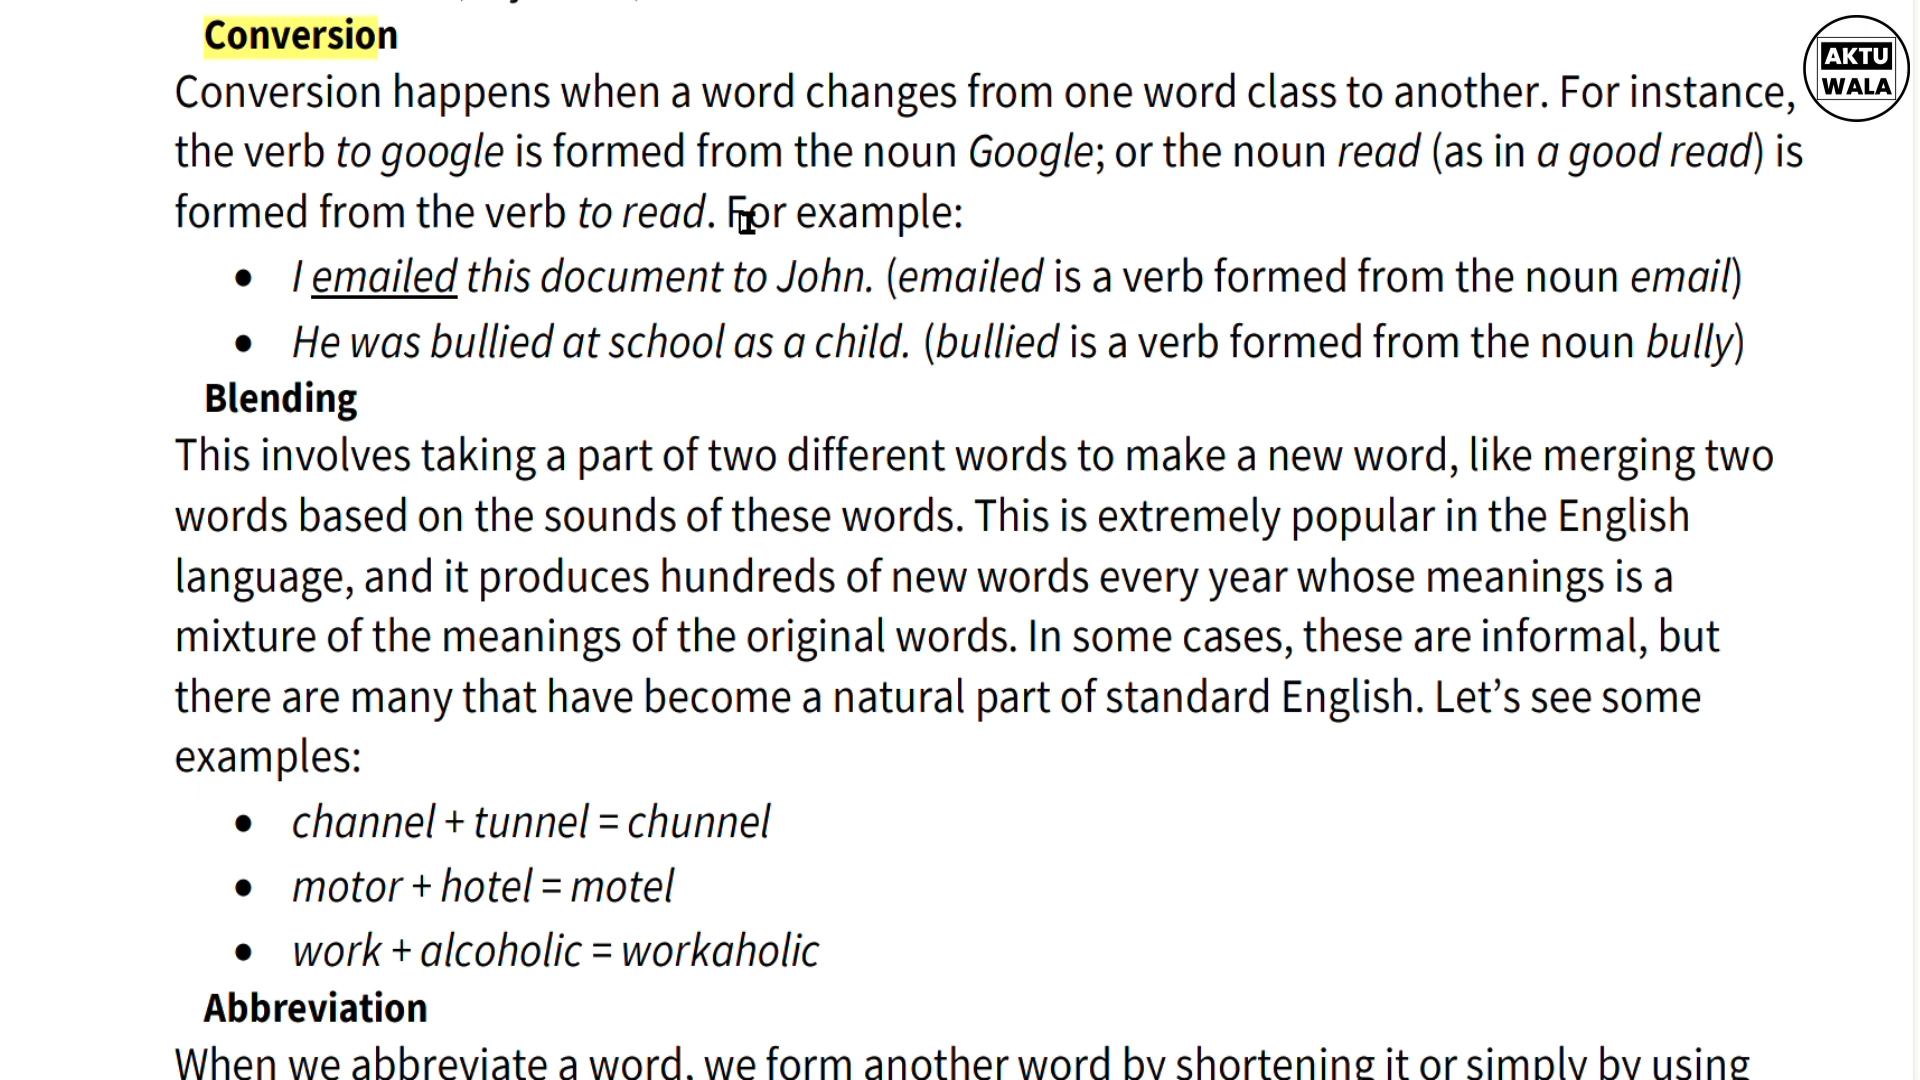 Conversion
Conversion happens when a word changes from one word class to another. For instance,
the verb to google is formed from the noun Google; or the noun read (as in a good read) is
formed from the verb to read. For example:
• I emailed this document to John. (emailed is a verb formed from the noun email)
• He was bullied at school as a child. (bullied is a verb formed from the noun bully)
Blending
This involves taking a part of two different words to make a new word, like merging two
words based on the sounds of these words. This is extremely popular in the English
language, and it produces hundreds of new words every year whose meanings is a
mixture of the meanings of the original words. In some cases, these are informal, but
there are many that have become a natural part of standard English. Let’s see some
examples:
• channel + tunnel = chunnel
• motor + hotel = motel
• work + alcoholic = workaholic
Abbreviation
When we abbreviate a word, we form another word by shortening it or simply by using
AKTU
WALA